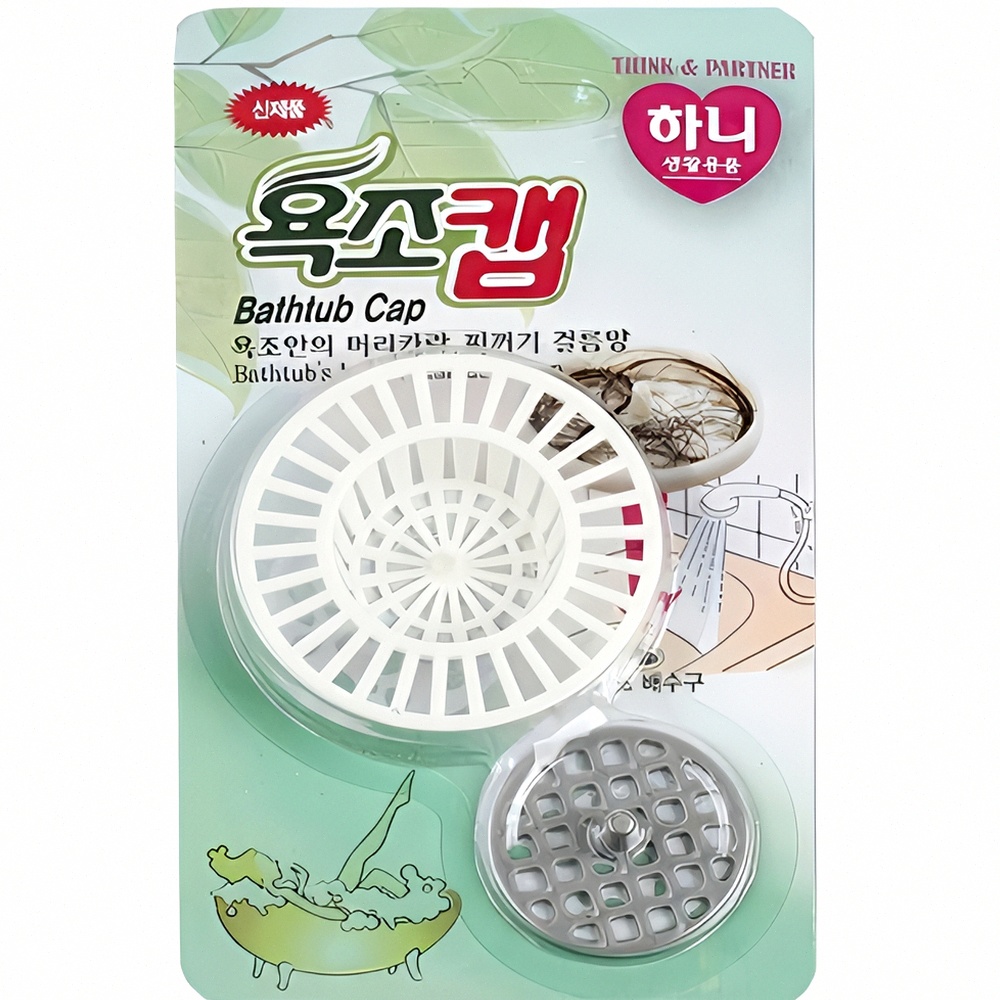 THINK & PARTNER
하니
생활용품
신제품
욕조캡
Bathtub Cap
욕조안의 머리카락 찌꺼기 걸름망
Bathtub's
배수구